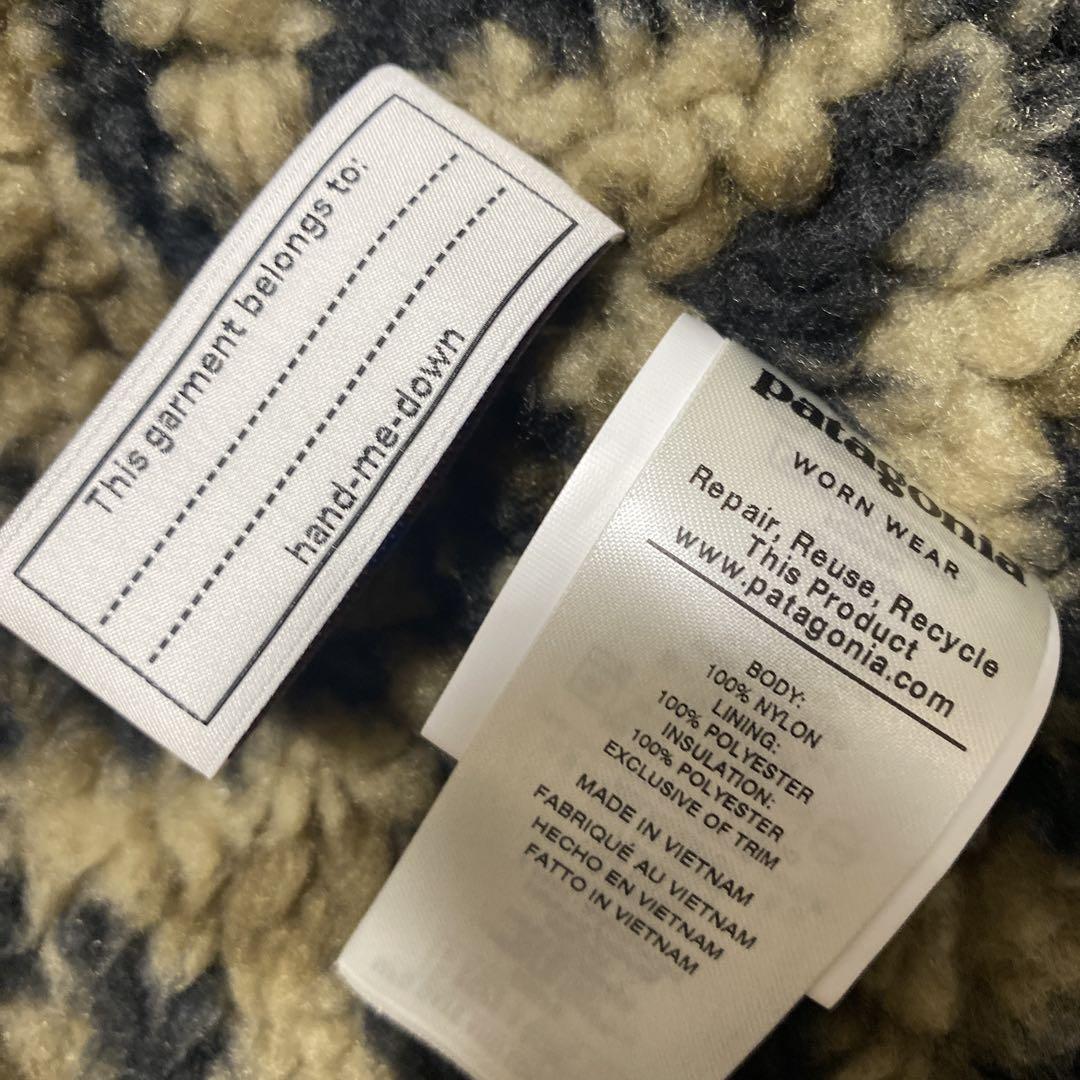 This garment belongs to:
hand-me-down
patagonia
WORN WEAR
Repair, Reuse, Recycle
This Product
www.patagonia.com
BODY:
100% NYLON
LINING:
100% POLYESTER
INSULATION:
100% POLYESTER
EXCLUSIVE OF TRIM
MADE IN VIETNAM
FABRIQUÉ AU VIETNAM
HECHO EN VIETNAM
FATTO IN VIETNAM